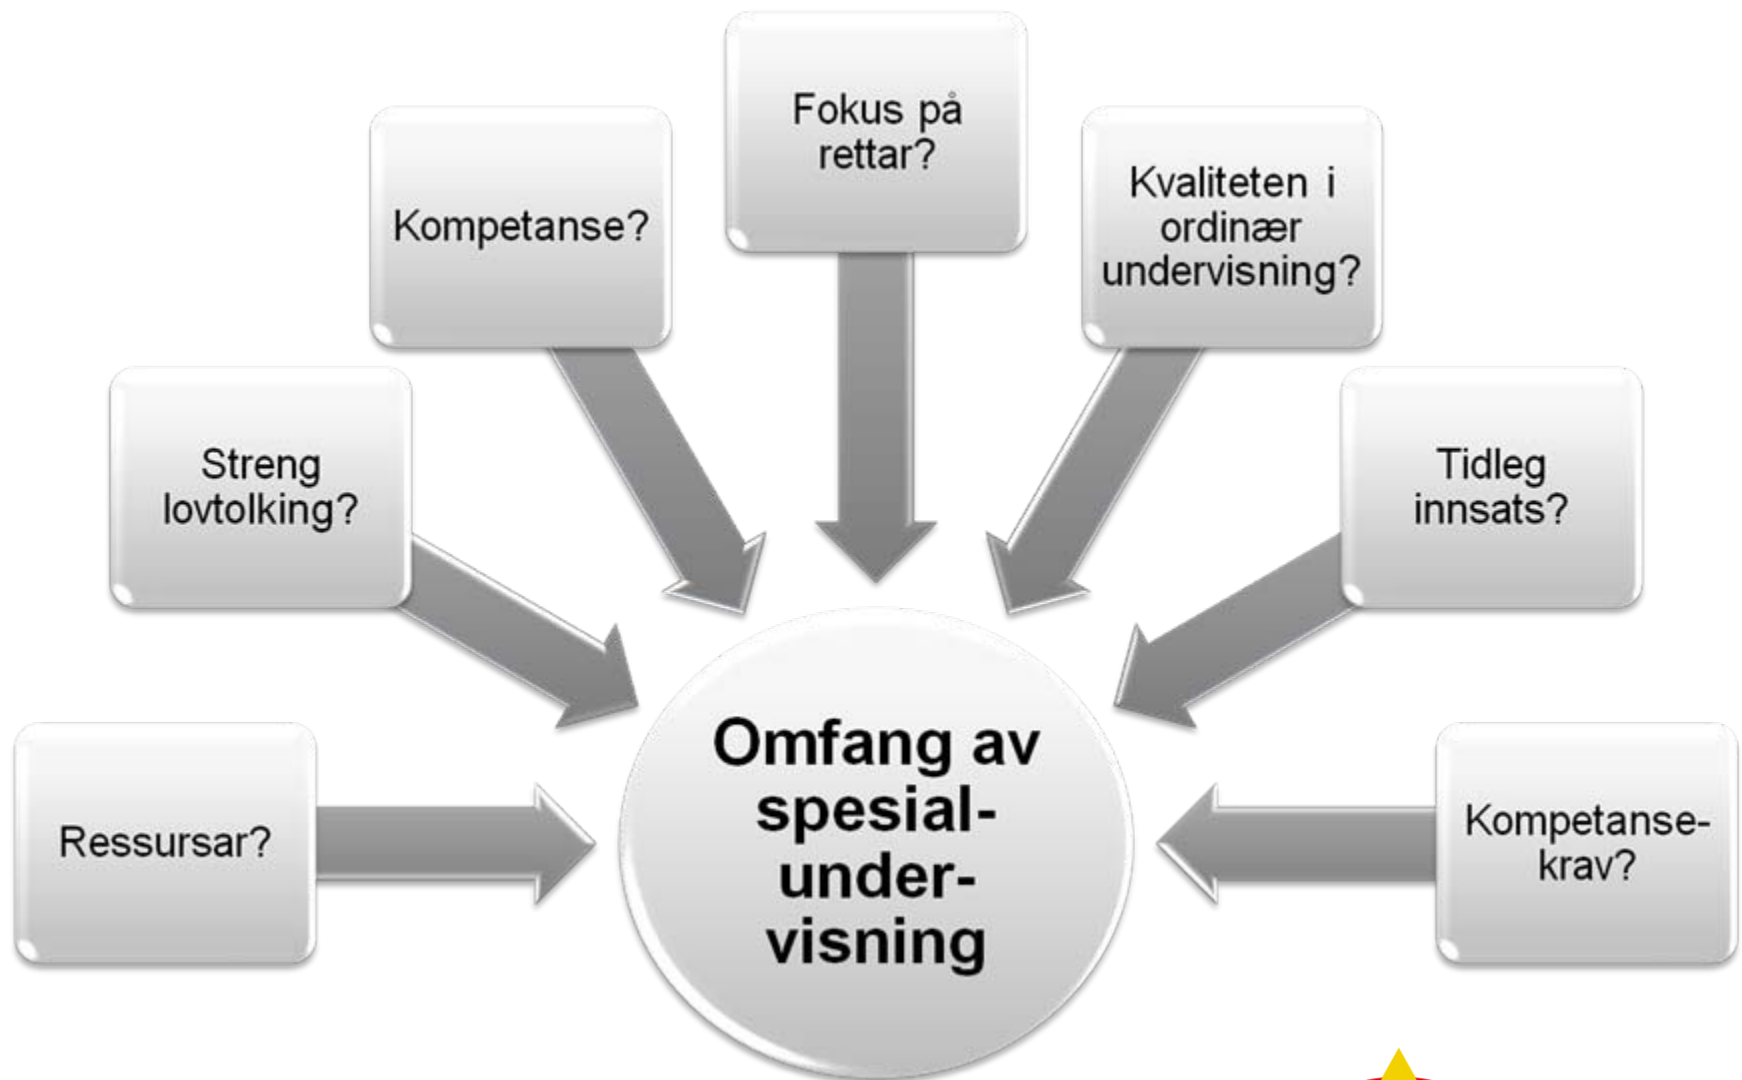 Fokus på
rettar?
Kompetanse?
Kvaliteten i
ordinær
undervisning?
Streng
lovtolking?
Tidleg
innsats?
Ressursar?
Omfang av
spesial-
under-
visning
Kompetanse-
krav?